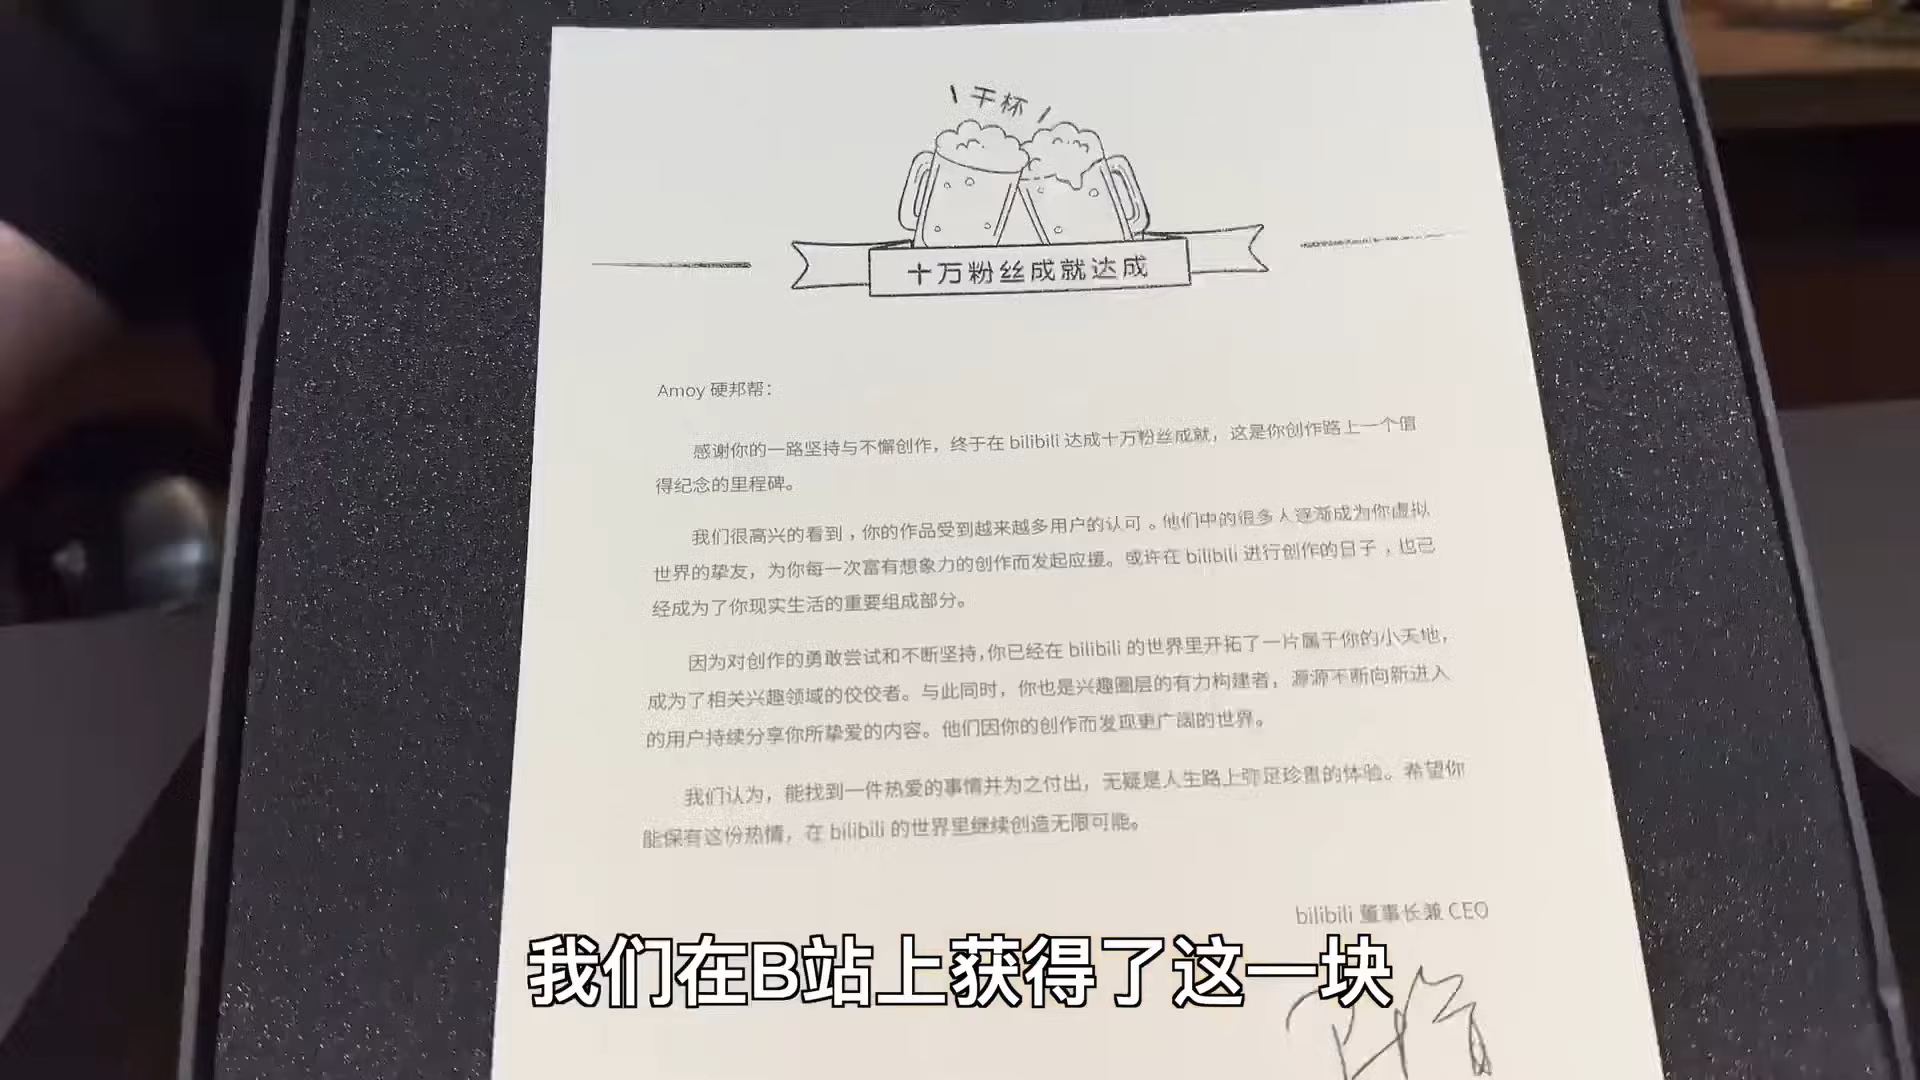 干杯
十万粉丝成就达成
Amoy 硬邦帮：
感谢你的一路坚持与不懈创作，终于在 bilibili 达成十万粉丝成就，这是你创作路上一个值
得纪念的里程碑。
我们很高兴的看到，你的作品受到越来越多用户的认可。他们中的很多人逐渐成为你虚拟
世界的挚友，为你每一次富有想象力的创作而发起应援。或许在 bilibili 进行创作的日子，也已
经成为了你现实生活的重要组成部分。
因为对创作的勇敢尝试和不断坚持，你已经在 bilibili 的世界里开拓了一片属于你的小天地，
成为了相关兴趣领域的佼佼者。与此同时，你也是兴趣圈层的有力构建者，源源不断向新进入
的用户持续分享你所挚爱的内容。他们因你的创作而发现更广阔的世界。
我们认为，能找到一件热爱的事情并为之付出，无疑是人生路上弥足珍贵的体验。希望你
能保有这份热情，在 bilibili 的世界里继续创造无限可能。
bilibili 董事长兼 CEO
我们在B站上获得了这一块